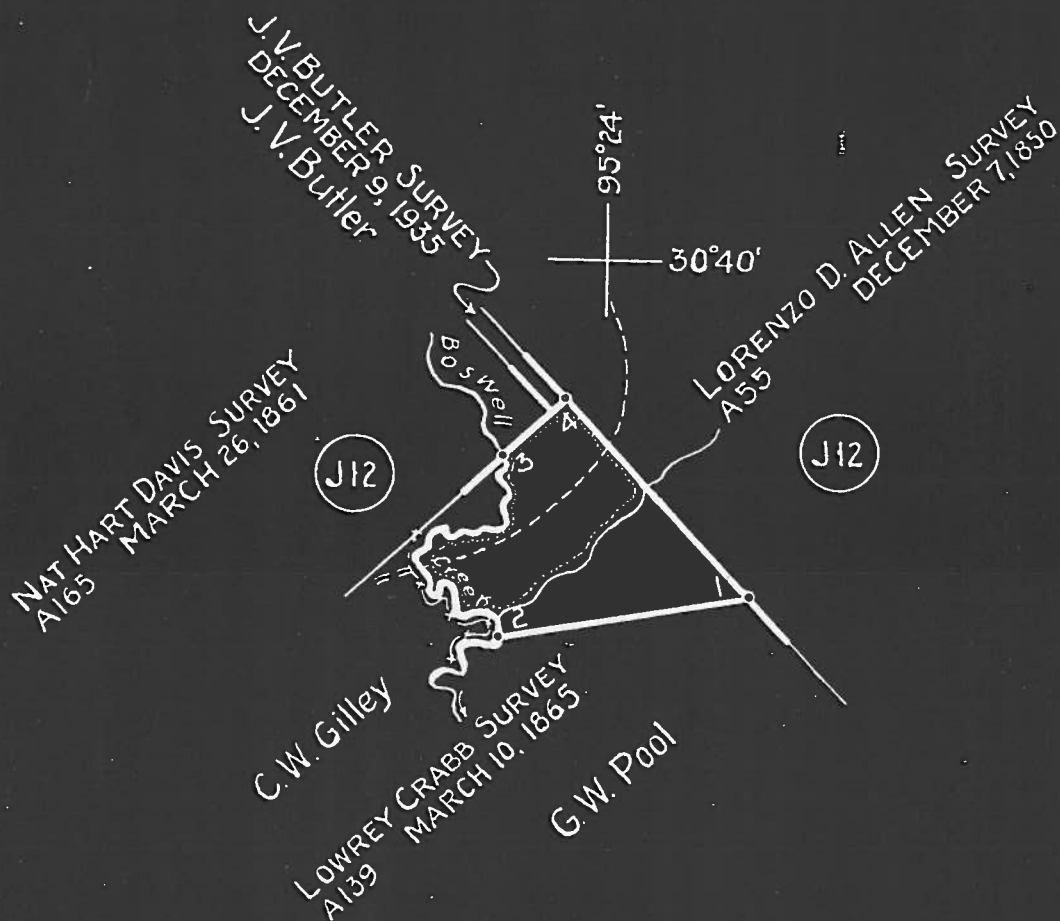 J. V. BUTLER SURVEY
DECEMBER 9, 1935
J. V. Butler
95°24'
30°40'
LORENZO D. ALLEN SURVEY
DECEMBER 7, 1850
A55
Boswell
Creek
NAT HART DAVIS SURVEY
A165 MARCH 26, 1861
J12
J12
4
3
1
2
C. W. Gilley
LOWREY CRABB SURVEY
A139 MARCH 10, 1865
G. W. Pool